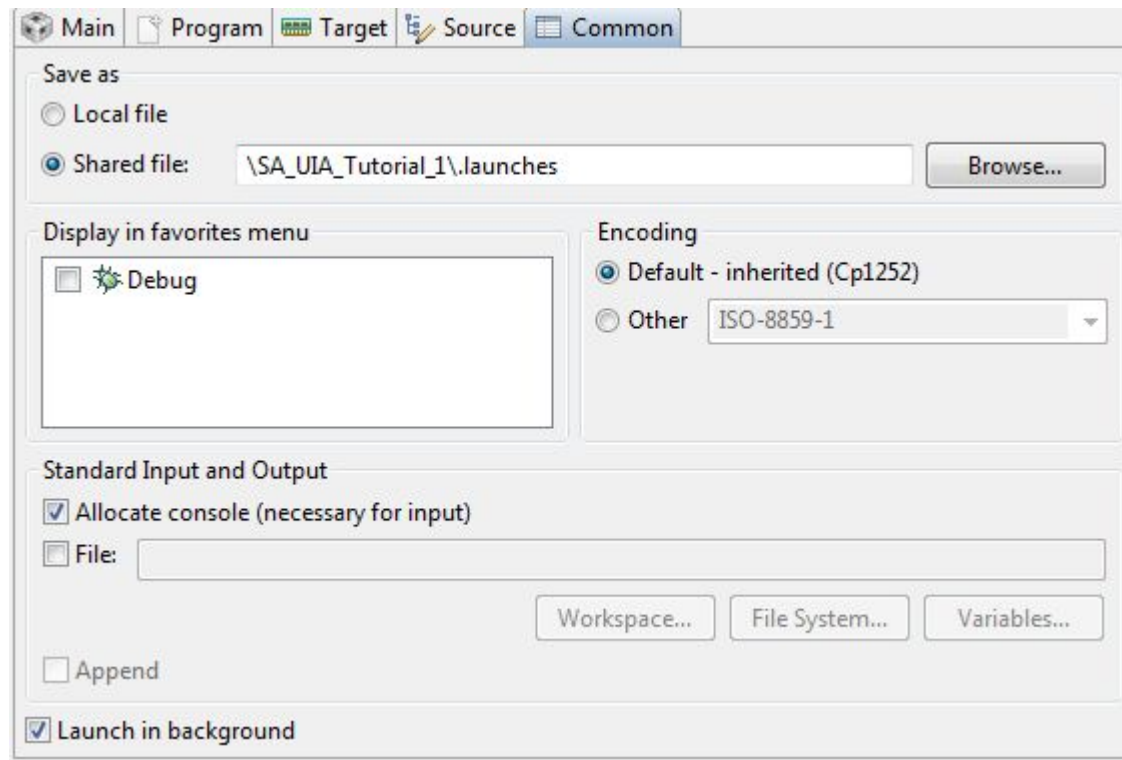 Main Program Target Source Common
Save as
Local file
Shared file: \SA_UIA_Tutorial_1\.launches Browse...
Display in favorites menu
Debug
Encoding
Default - inherited (Cp1252)
Other ISO-8859-1
Standard Input and Output
Allocate console (necessary for input)
File:
Workspace... File System... Variables...
Append
Launch in background